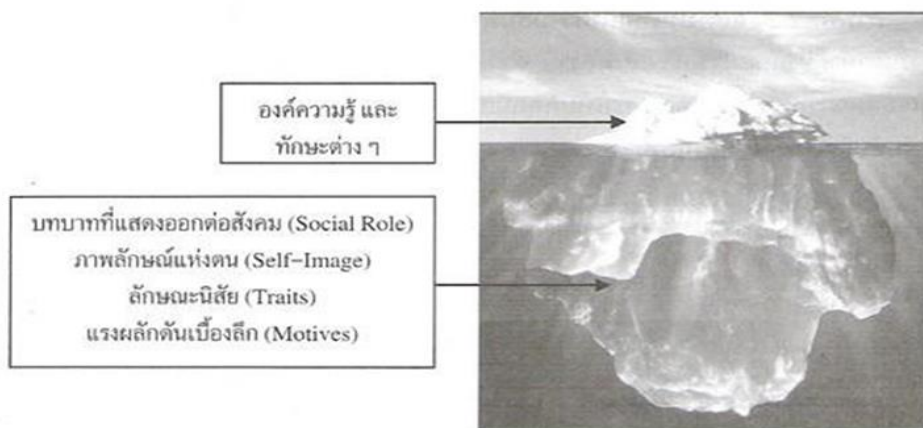 องค์ความรู้ และ
ทักษะต่าง ๆ
บทบาทที่แสดงออกต่อสังคม (Social Role)
ภาพลักษณ์แห่งตน (Self-Image)
ลักษณะนิสัย (Traits)
แรงผลักดันเบื้องลึก (Motives)